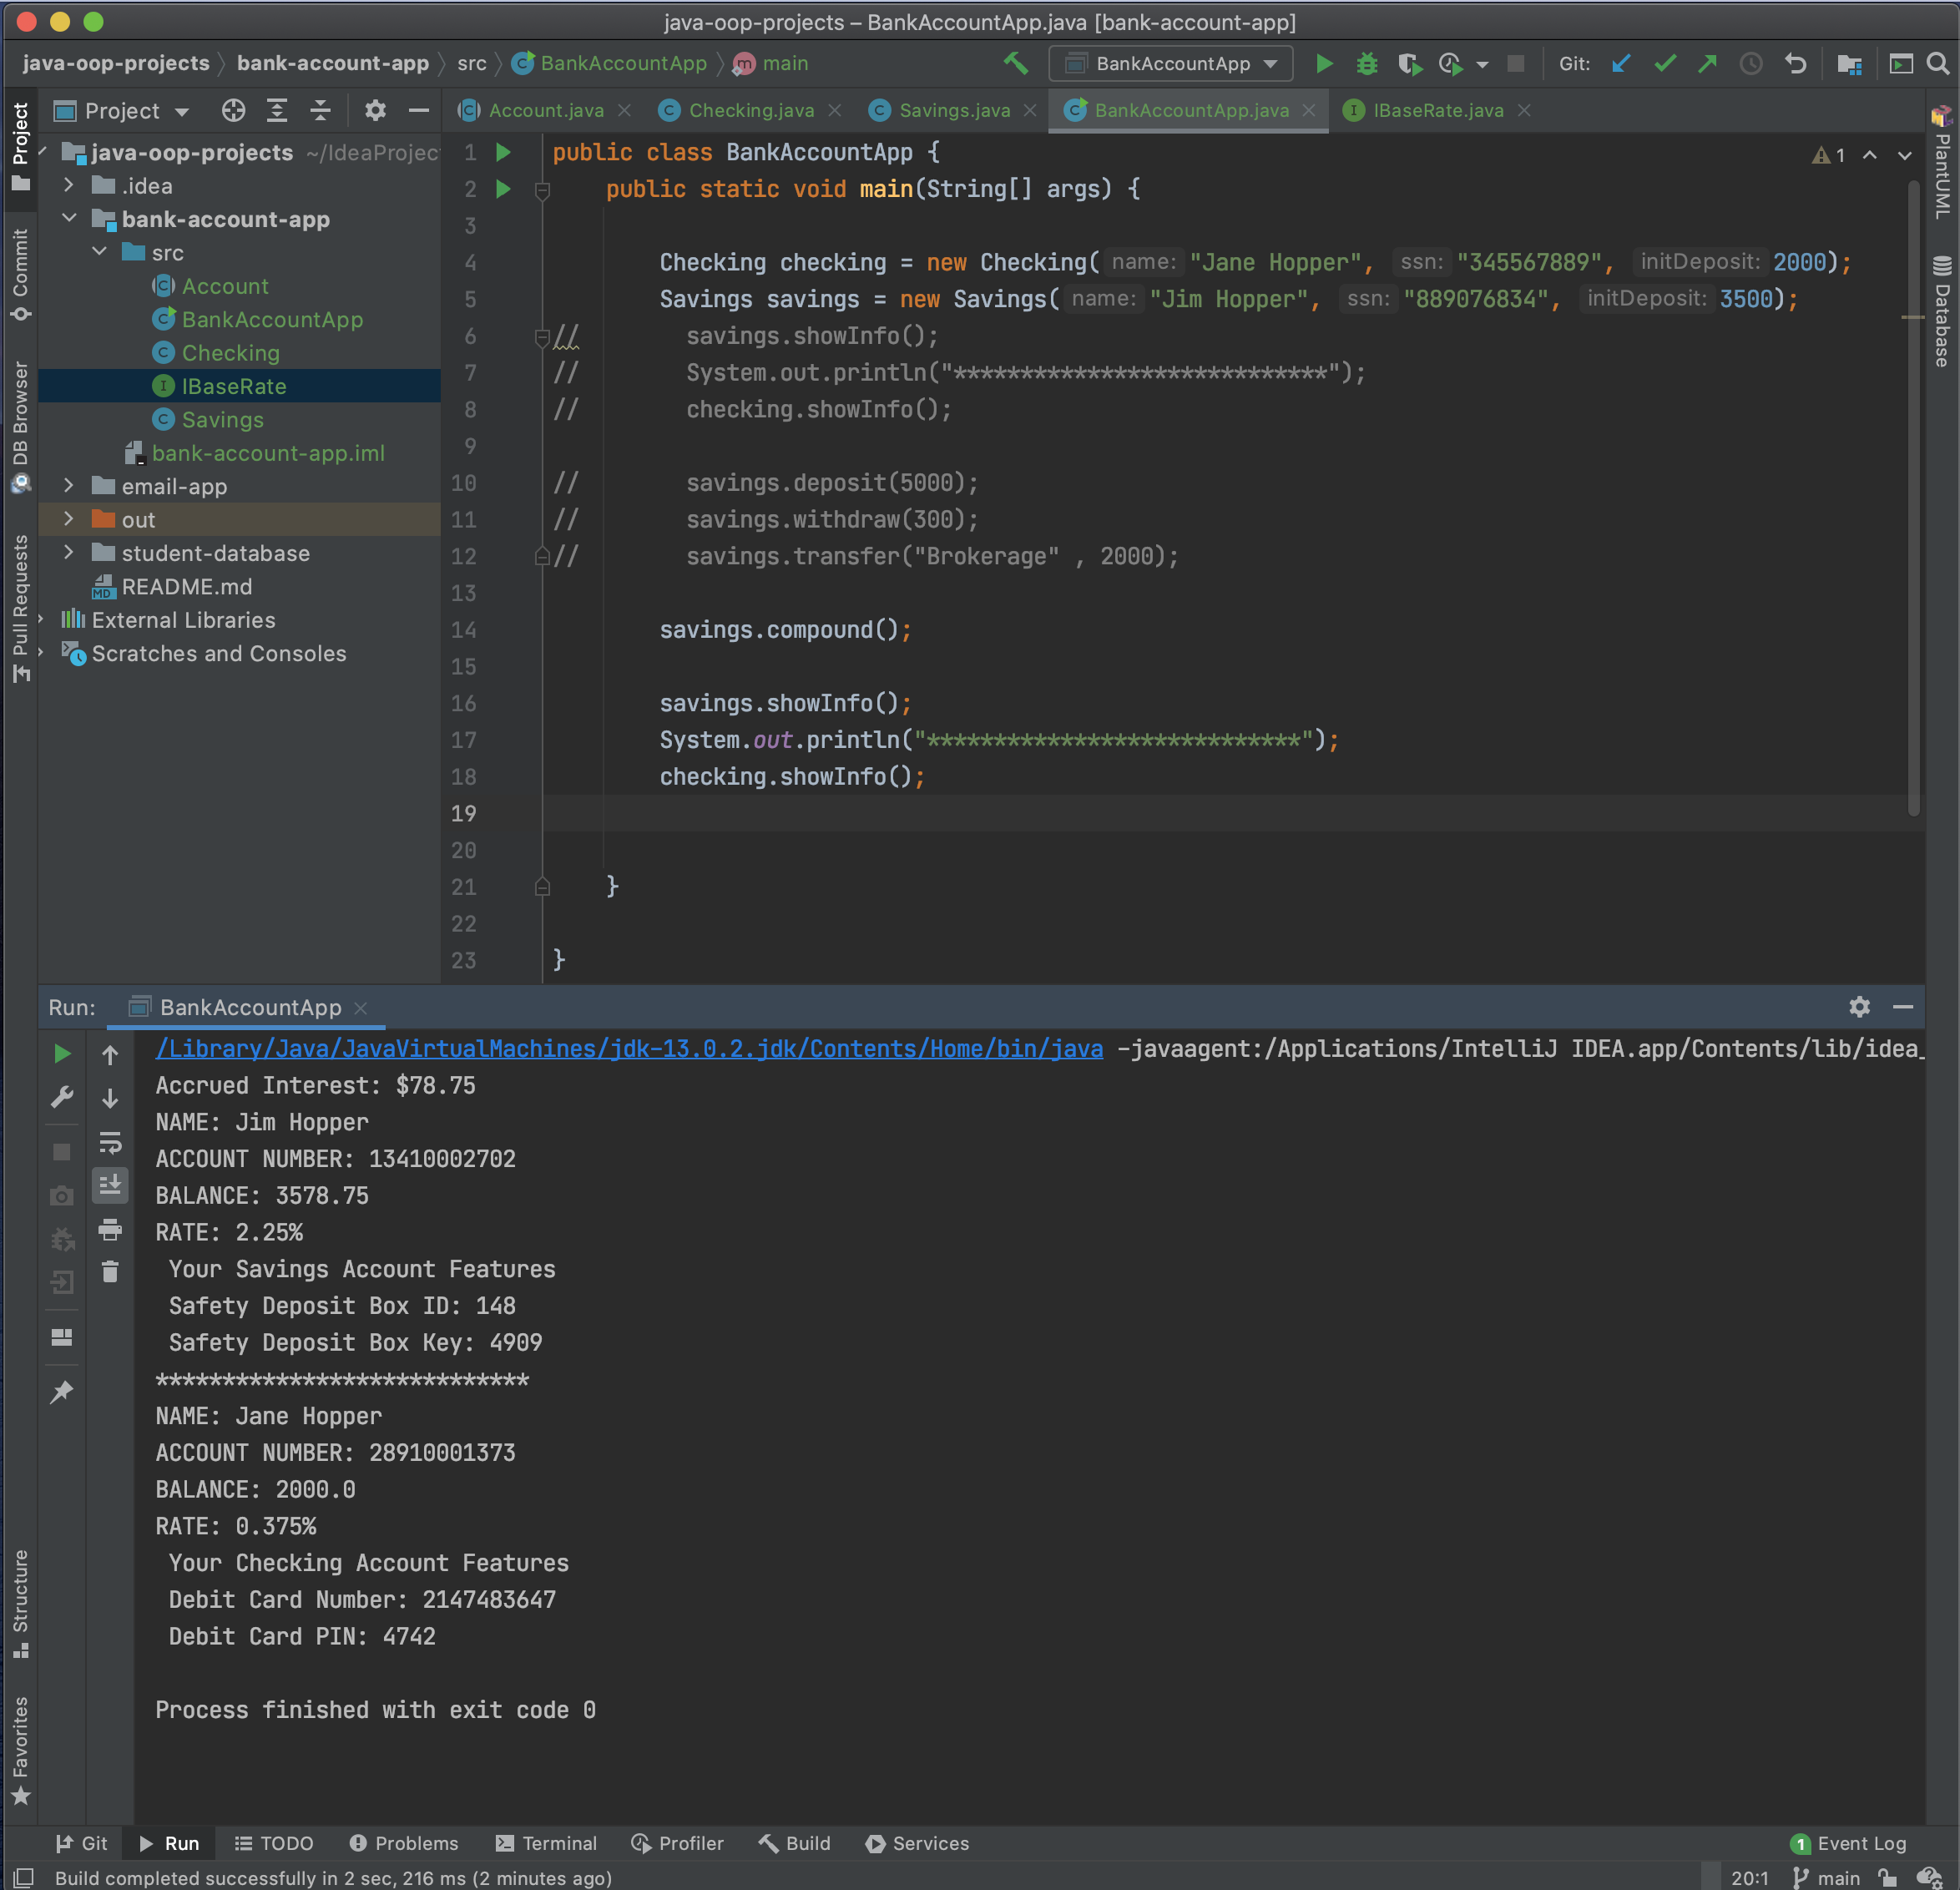 java-oop-projects – BankAccountApp.java [bank-account-app]
java-oop-projects bank-account-app src BankAccountApp main
BankAccountApp
Git:
Project
Account.java Checking.java Savings.java BankAccountApp.java IBaseRate.java
Project
Commit
DB Browser
Pull Requests
Structure
Favorites
java-oop-projects ~/IdeaProjec
.idea
bank-account-app
src
Account
BankAccountApp
Checking
IBaseRate
Savings
bank-account-app.iml
email-app
out
student-database
README.md
External Libraries
Scratches and Consoles
1 public class BankAccountApp {
2 public static void main(String[] args) {
3
4 Checking checking = new Checking( name: "Jane Hopper", ssn: "345567889", initDeposit: 2000);
5 Savings savings = new Savings( name: "Jim Hopper", ssn: "889076834", initDeposit: 3500);
6 // savings.showInfo();
7 // System.out.println("****************************");
8 // checking.showInfo();
9
10 // savings.deposit(5000);
11 // savings.withdraw(300);
12 // savings.transfer("Brokerage" , 2000);
13
14 savings.compound();
15
16 savings.showInfo();
17 System.out.println("****************************");
18 checking.showInfo();
19
20
21 }
22
23 }
1
PlantUML
Database
Run: BankAccountApp
/Library/Java/JavaVirtualMachines/jdk-13.0.2.jdk/Contents/Home/bin/java -javaagent:/Applications/IntelliJ IDEA.app/Contents/lib/idea_
Accrued Interest: $78.75
NAME: Jim Hopper
ACCOUNT NUMBER: 13410002702
BALANCE: 3578.75
RATE: 2.25%
Your Savings Account Features
Safety Deposit Box ID: 148
Safety Deposit Box Key: 4909
****************************
NAME: Jane Hopper
ACCOUNT NUMBER: 28910001373
BALANCE: 2000.0
RATE: 0.375%
Your Checking Account Features
Debit Card Number: 2147483647
Debit Card PIN: 4742
Process finished with exit code 0
Git Run TODO Problems Terminal Profiler Build Services 1 Event Log
Build completed successfully in 2 sec, 216 ms (2 minutes ago) 20:1 main